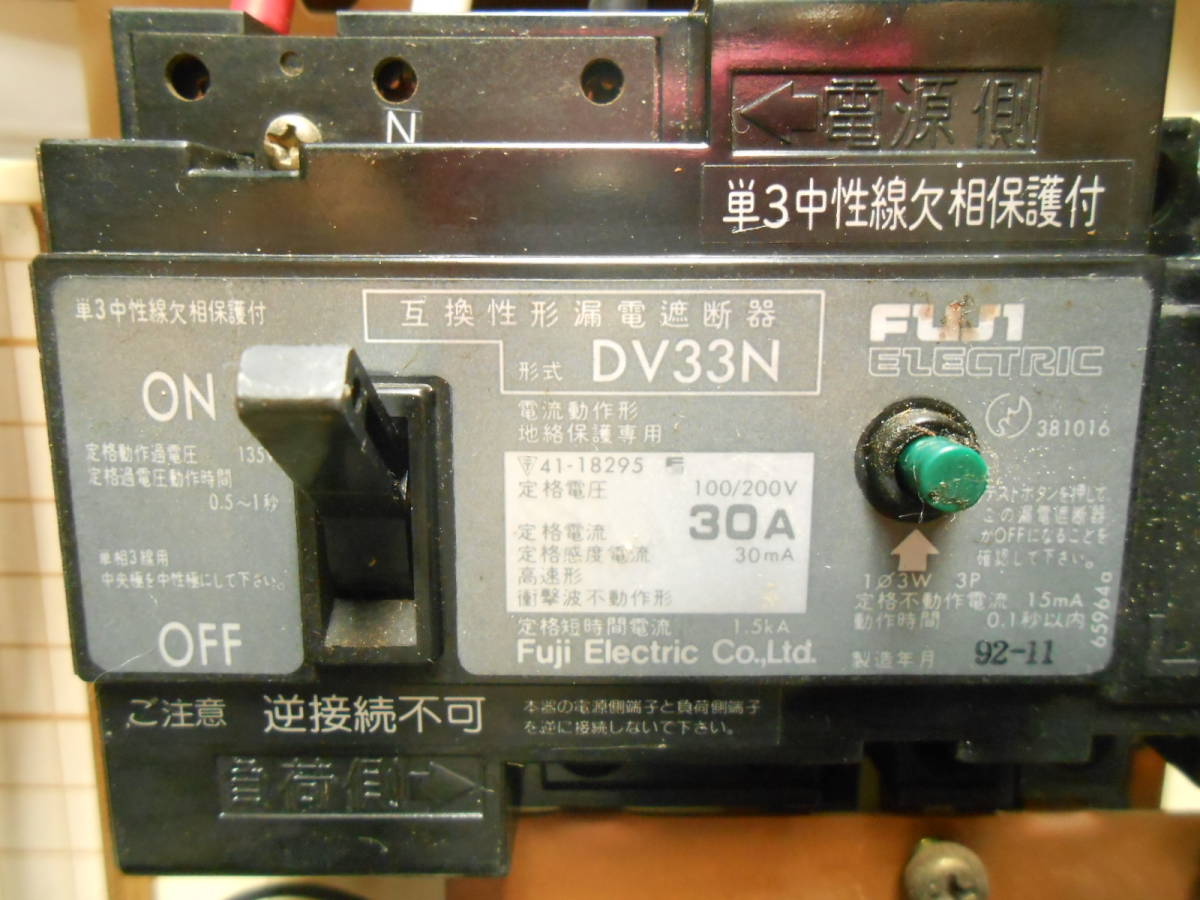 N
←電源側
単3中性線欠相保護付
単3中性線欠相保護付
ON
定格動作過電圧 135V
定格過電圧動作時間
0.5～1秒
単相3線用
中央極を中性極にして下さい。
OFF
互換性形漏電遮断器
形式 DV33N
電流動作形
地絡保護専用
41-18295
定格電圧 100/200V
定格電流 30A
定格感度電流 30mA
高速形
衝撃波不動作形
定格短時間電流 1.5kA
Fuji Electric Co.,Ltd.
FUJI
ELECTRIC
381016
テストボタンを押して
この漏電遮断器
がOFFになることを
確認して下さい。
1φ3W 3P
定格不動作電流 15mA
動作時間 0.1秒以内
製造年月 92-11
65964a
ご注意 逆接続不可
本器の電源側端子と負荷側端子
を逆に接続しないで下さい。
負荷側→